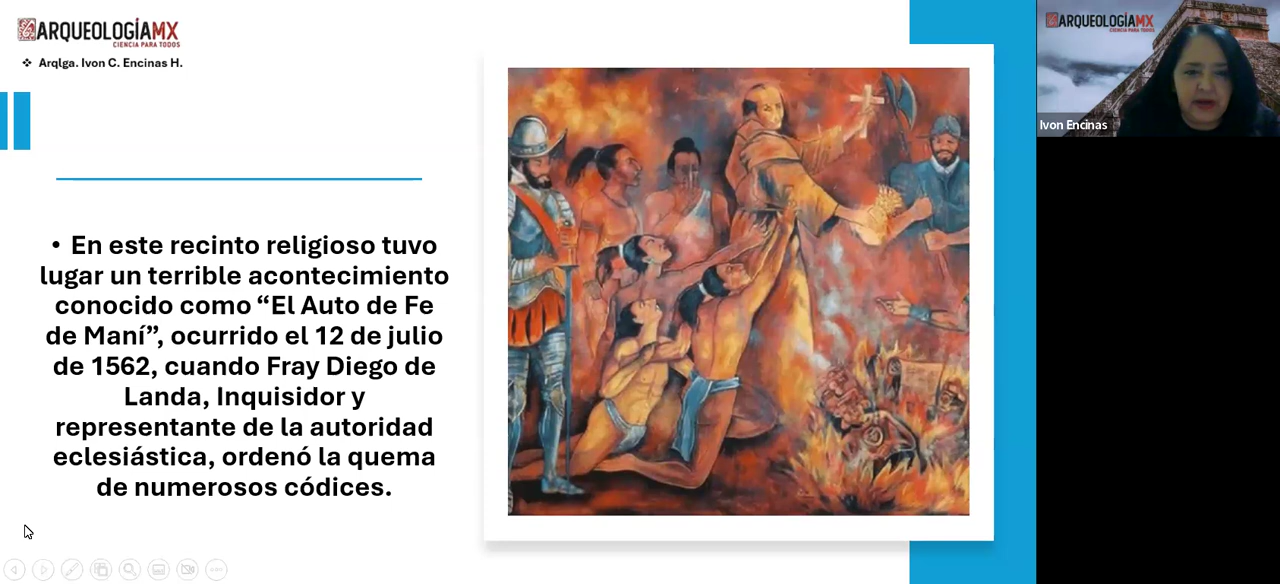 ARQUEOLOGÍAMX
CIENCIA PARA TODOS
❖ Arqlga. Ivon C. Encinas H.
• En este recinto religioso tuvo
lugar un terrible acontecimiento
conocido como “El Auto de Fe
de Maní”, ocurrido el 12 de julio
de 1562, cuando Fray Diego de
Landa, Inquisidor y
representante de la autoridad
eclesiástica, ordenó la quema
de numerosos códices.
ARQUEOLOGÍAMX
CIENCIA PARA TODOS
Ivon Encinas